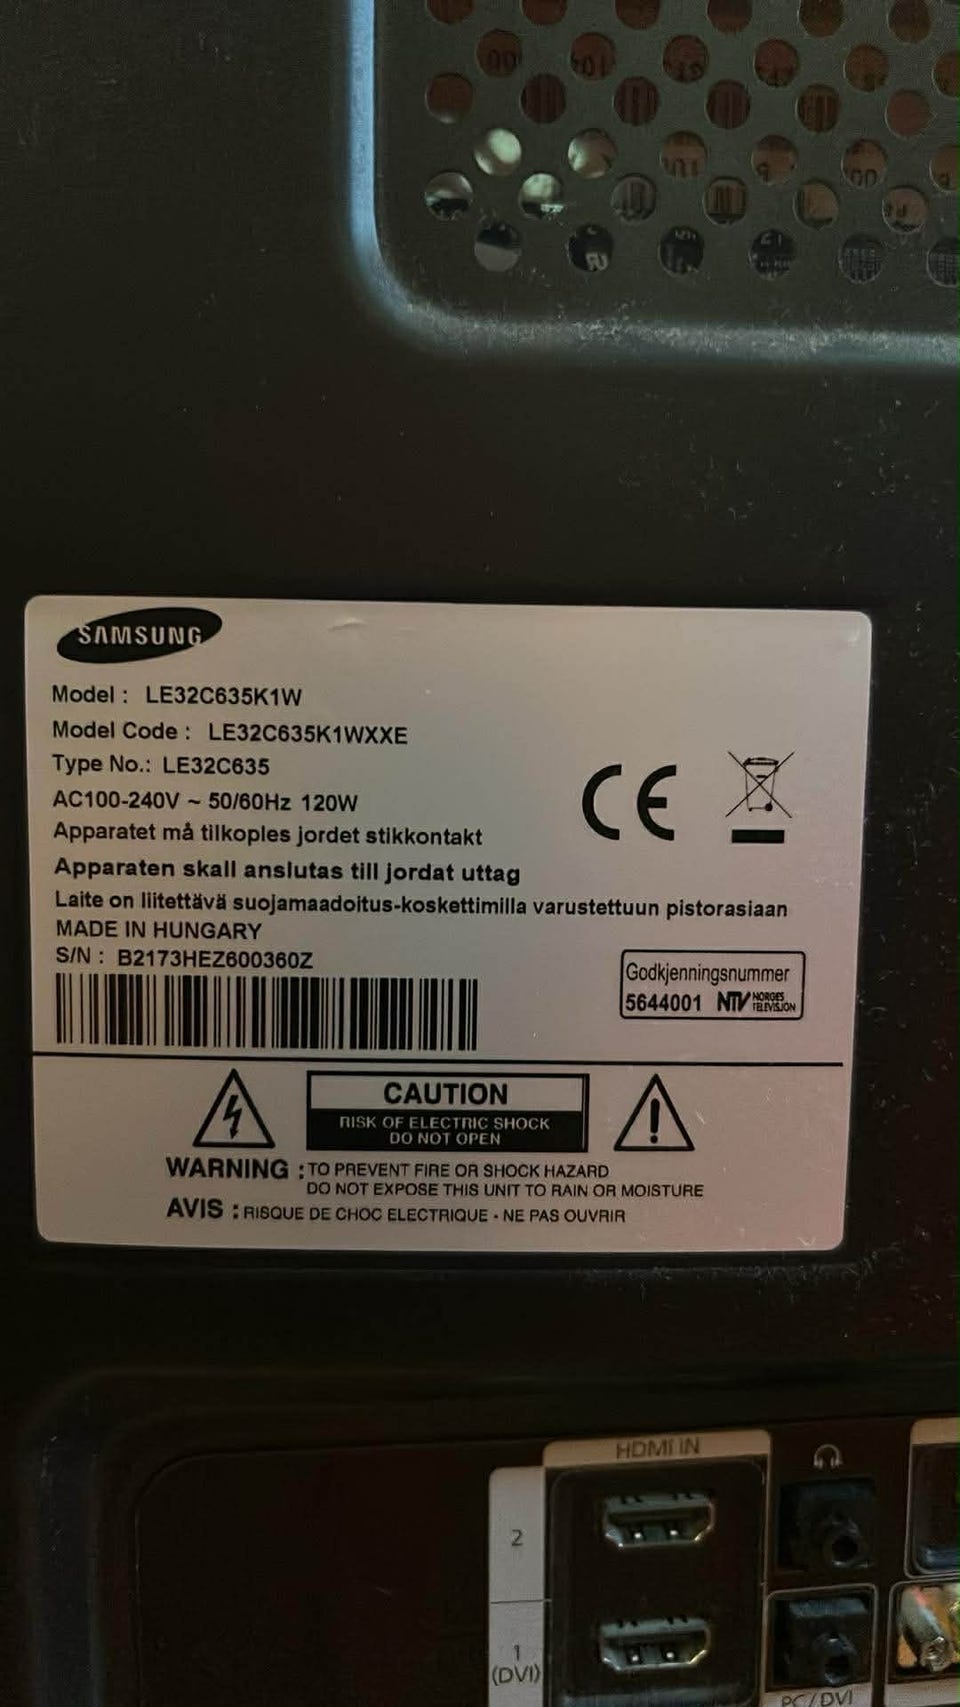 SAMSUNG
Model : LE32C635K1W
Model Code : LE32C635K1WXXE
Type No.: LE32C635
AC100-240V ~ 50/60Hz 120W
Apparatet må tilkoples jordet stikkontakt
Apparaten skall anslutas till jordat uttag
Laite on liitettävä suojamaadoitus-koskettimilla varustettuun pistorasiaan
MADE IN HUNGARY
S/N : B2173HEZ600360Z
CE
Godkjenningsnummer
5644001 NTV NORGES TELEVISJON
CAUTION
RISK OF ELECTRIC SHOCK
DO NOT OPEN
WARNING : TO PREVENT FIRE OR SHOCK HAZARD
DO NOT EXPOSE THIS UNIT TO RAIN OR MOISTURE
AVIS : RISQUE DE CHOC ELECTRIQUE - NE PAS OUVRIR
HDMI IN
2
1
(DVI)
PC/DVI